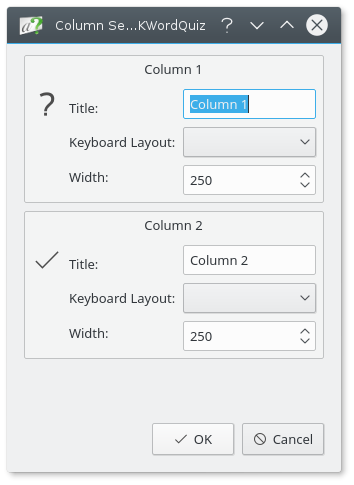 Column Se...KWordQuiz
Column 1
Title: Column 1
Keyboard Layout:
Width: 250
Column 2
Title: Column 2
Keyboard Layout:
Width: 250
OK Cancel